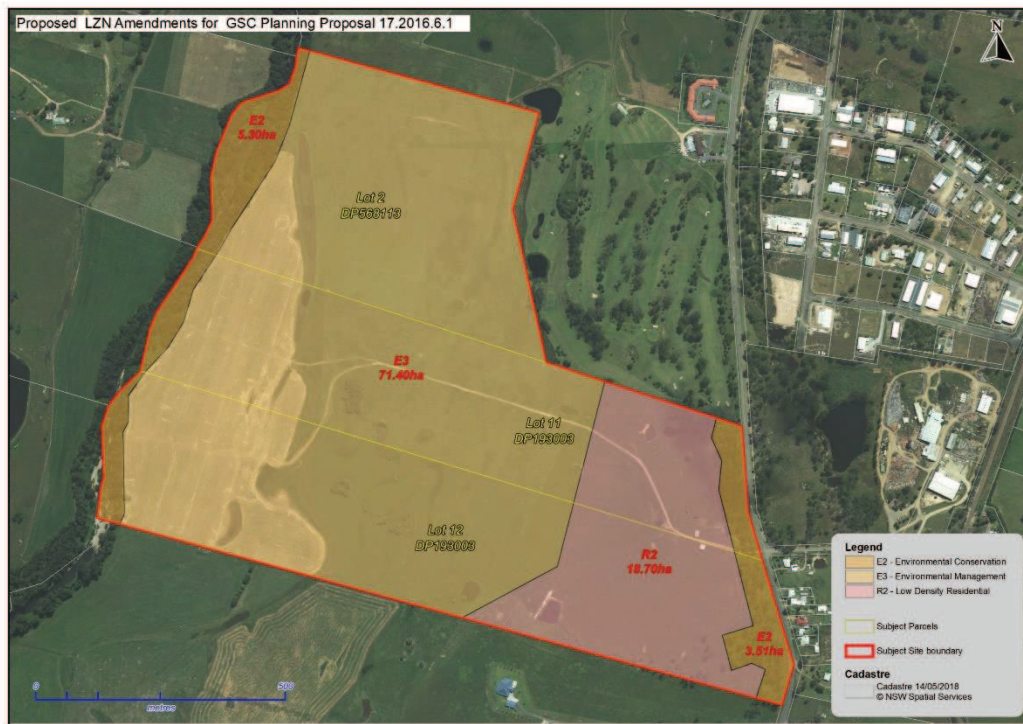 Proposed LZN Amendments for GSC Planning Proposal 17.2016.6.1
N
E2
5.30ha
Lot 2
DP568113
E3
71.40ha
Lot 11
DP193003
Lot 12
DP193003
R2
18.70ha
E2
3.51ha
Legend
E2 - Environmental Conservation
E3 - Environmental Management
R2 - Low Density Residential
Subject Parcels
Subject Site boundary
Cadastre
Cadastre 14/05/2018
© NSW Spatial Services
0
500
metres